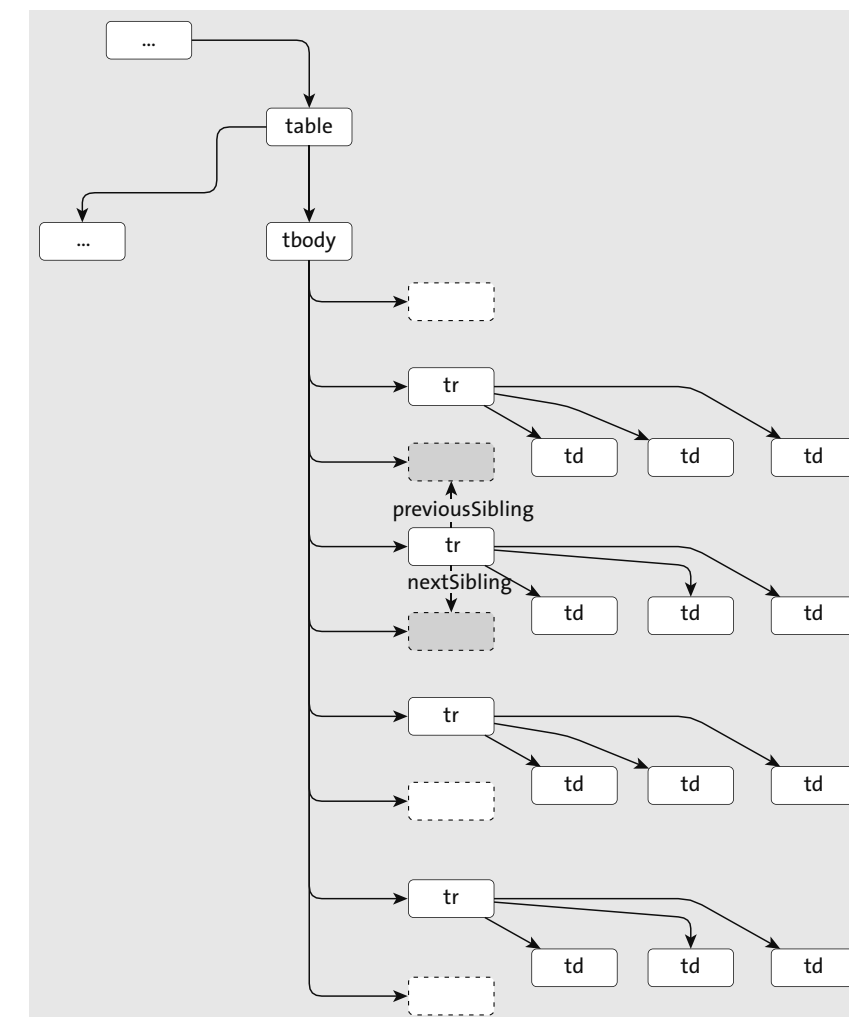 ...
table
...
tbody
tr
td td td
previousSibling
tr
nextSibling
td td td
tr
td td td
tr
td td td